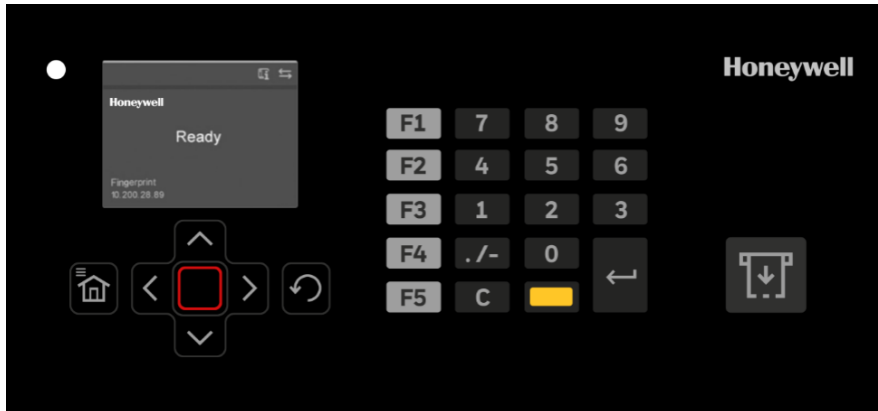 Honeywell
Honeywell
Ready
Fingerprint
10.200.28.89
F1 7 8 9
F2 4 5 6
F3 1 2 3
F4 ./- 0
F5 C